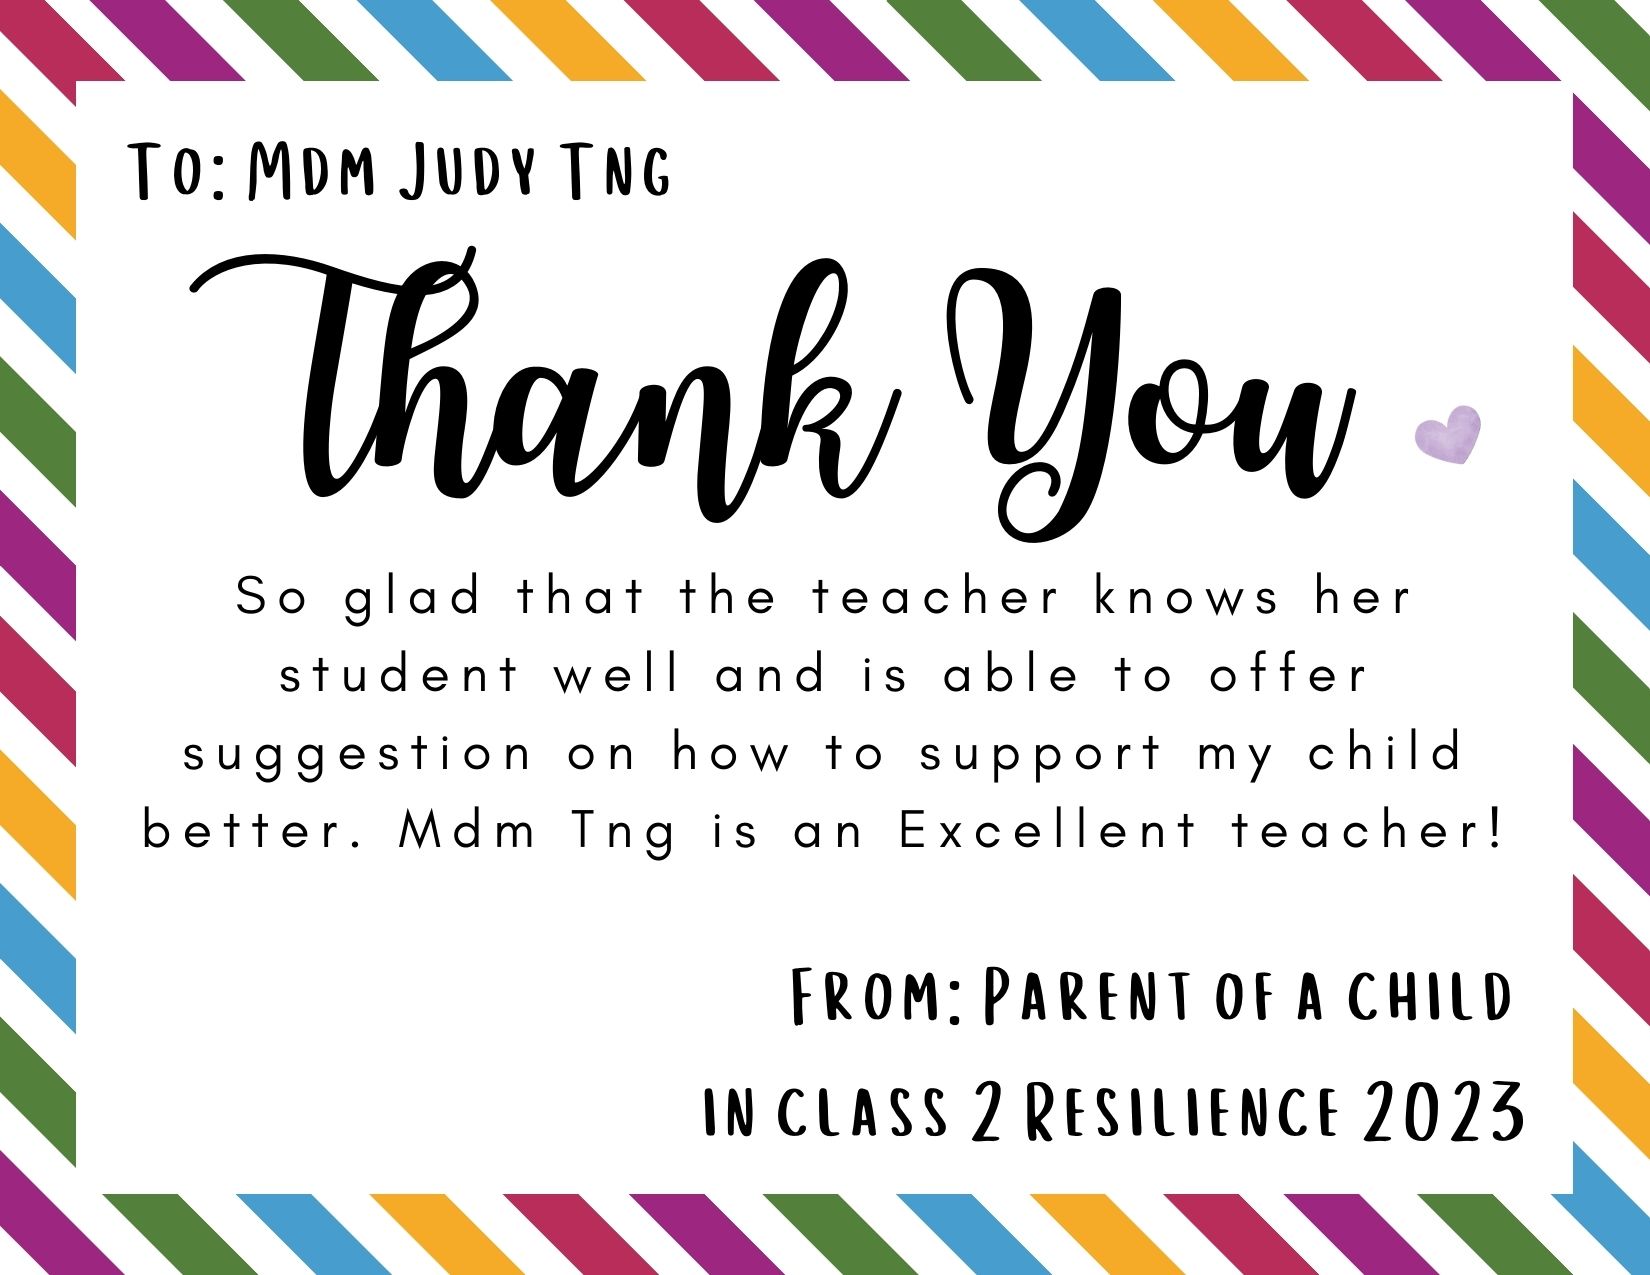 To: Mdm Judy Tng
Thank You
So glad that the teacher knows her
student well and is able to offer
suggestion on how to support my child
better. Mdm Tng is an Excellent teacher!
From: Parent of a child
in class 2 Resilience 2023